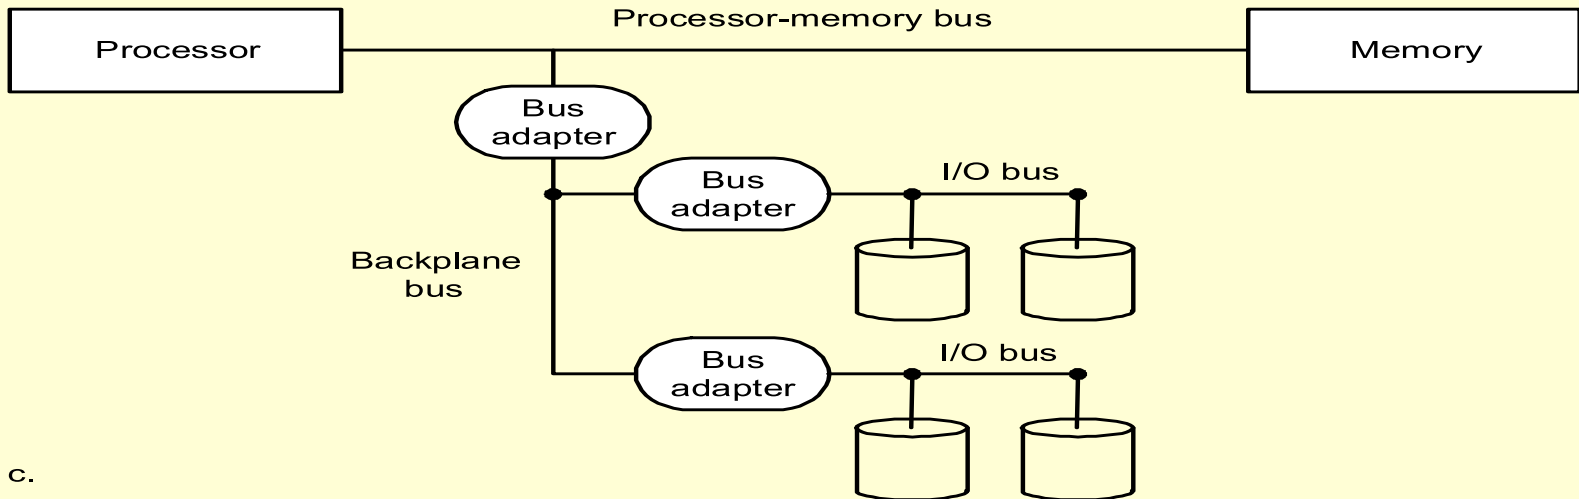 Processor-memory bus
Processor
Memory
Bus
adapter
Bus
adapter
I/O bus
Backplane
bus
Bus
adapter
I/O bus
c.